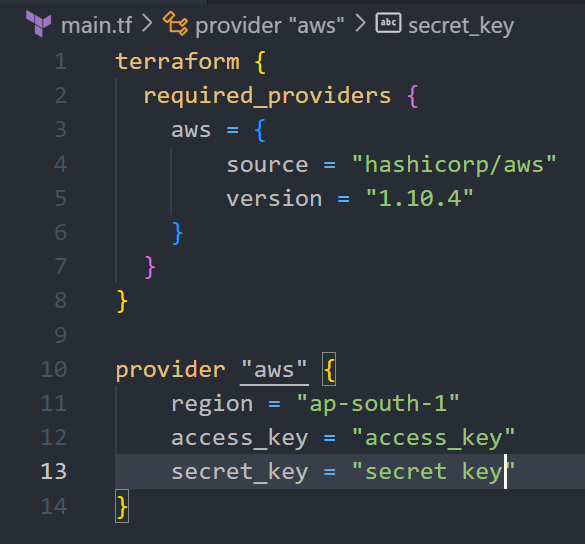 main.tf > provider "aws" > abc secret_key
1 terraform {
2 required_providers {
3 aws = {
4 source = "hashicorp/aws"
5 version = "1.10.4"
6 }
7 }
8 }
9
10 provider "aws" {
11 region = "ap-south-1"
12 access_key = "access_key"
13 secret_key = "secret key"
14 }